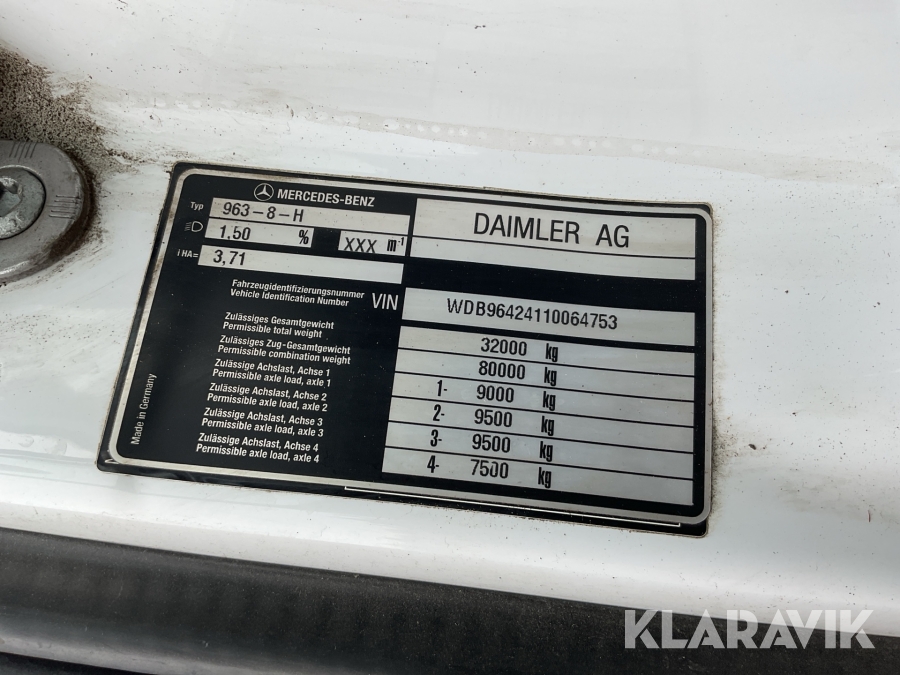 MERCEDES-BENZ
Typ 963-8-H
1.50 % XXX m-1
i HA= 3,71
DAIMLER AG
Fahrzeugidentifizierungsnummer
Vehicle Identification Number
VIN WDB96424110064753
Zulässiges Gesamtgewicht
Permissible total weight
32000 kg
Zulässiges Zug-Gesamtgewicht
Permissible combination weight
80000 kg
Zulässige Achslast, Achse 1
Permissible axle load, axle 1
1- 9000 kg
Zulässige Achslast, Achse 2
Permissible axle load, axle 2
2- 9500 kg
Zulässige Achslast, Achse 3
Permissible axle load, axle 3
3- 9500 kg
Zulässige Achslast, Achse 4
Permissible axle load, axle 4
4- 7500 kg
Made in Germany
KLARAVIK